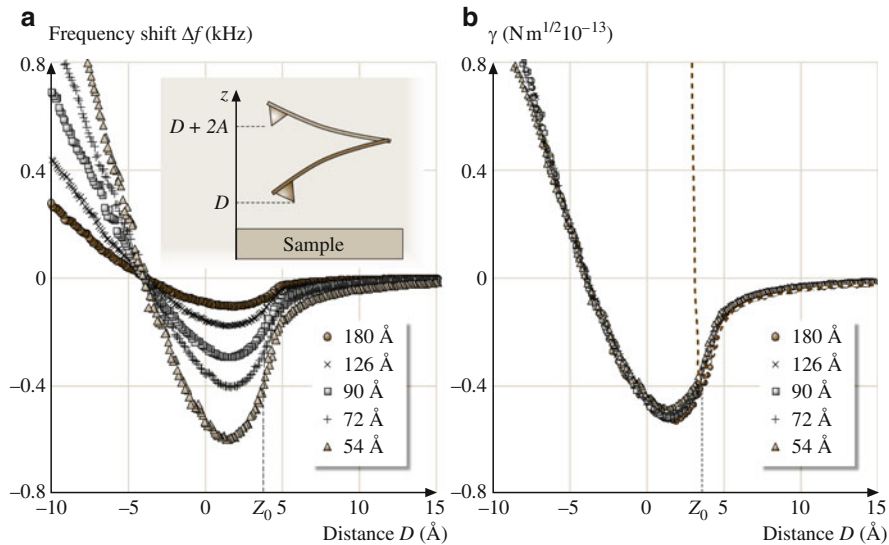 a
Frequency shift Δf (kHz)
0.8
0.4
0
–0.4
–0.8
–10
–5
0
Z0
5
10
15
Distance D (Å)
z
D + 2A
D
Sample
180 Å
126 Å
90 Å
72 Å
54 Å
b
γ (N m^1/2 10^–13)
0.8
0.4
0
–0.4
–0.8
–10
–5
0
Z0
5
10
15
Distance D (Å)
180 Å
126 Å
90 Å
72 Å
54 Å